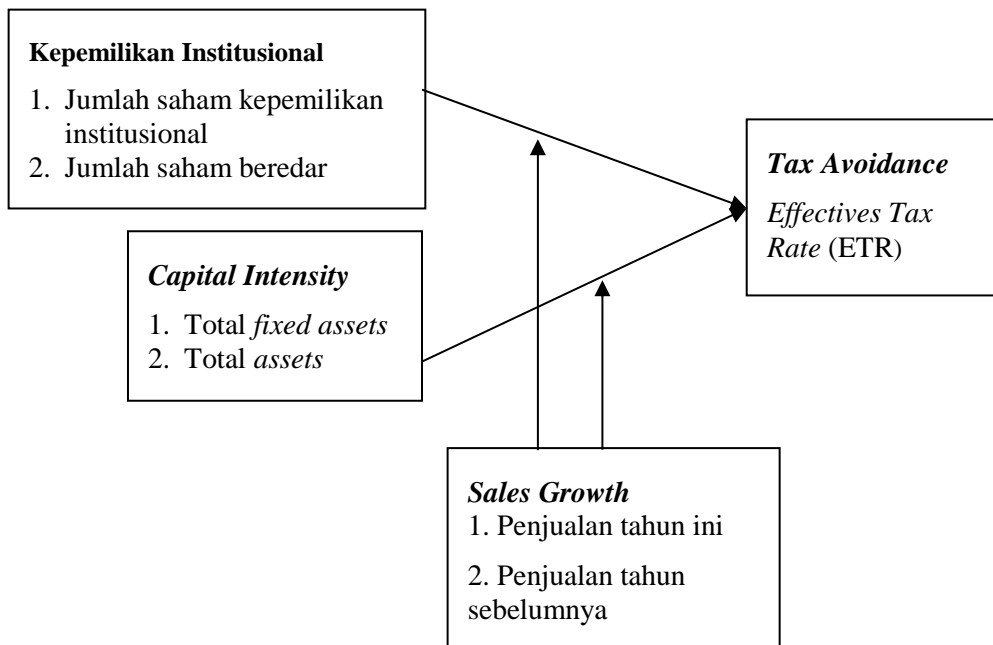 Kepemilikan Institusional
1. Jumlah saham kepemilikan
institusional
2. Jumlah saham beredar
Tax Avoidance
Effectives Tax
Rate (ETR)
Capital Intensity
1. Total fixed assets
2. Total assets
Sales Growth
1. Penjualan tahun ini
2. Penjualan tahun
sebelumnya